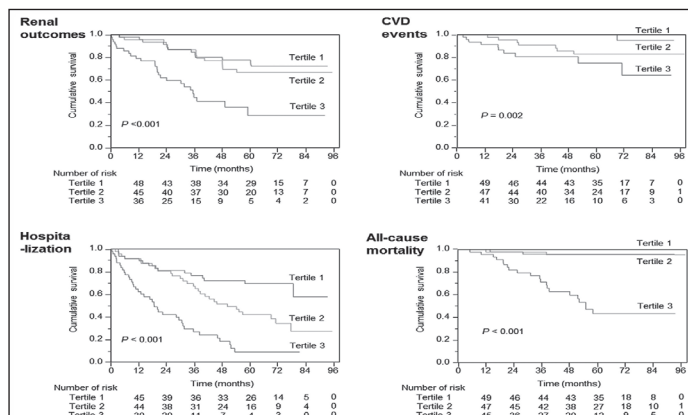 Renal
outcomes
1.0
0.8
0.6
0.4
0.2
0.0
Cumulative survival
Tertile 1
Tertile 2
Tertile 3
P <0.001
0 12 24 36 48 60 72 84 96
Time (months)
Number of risk
Tertile 1 48 43 38 34 29 15 7 0
Tertile 2 45 40 37 30 20 13 7 0
Tertile 3 36 25 15 9 5 4 2 0
CVD
events
1.0
0.8
0.6
0.4
0.2
0.0
Cumulative survival
Tertile 1
Tertile 2
Tertile 3
P = 0.002
0 12 24 36 48 60 72 84 96
Time (months)
Number of risk
Tertile 1 49 46 44 43 35 17 7 0
Tertile 2 47 44 40 34 24 17 9 1
Tertile 3 41 30 22 16 10 6 3 0
Hospita
-lization
1.0
0.8
0.6
0.4
0.2
0.0
Cumulative survival
Tertile 1
Tertile 2
Tertile 3
P < 0.001
0 12 24 36 48 60 72 84 96
Time (months)
Number of risk
Tertile 1 45 39 36 33 26 14 5 0
Tertile 2 44 38 31 24 16 9 4 0
All-cause
mortality
1.0
0.8
0.6
0.4
0.2
0.0
Cumulative survival
Tertile 1
Tertile 2
Tertile 3
P < 0.001
0 12 24 36 48 60 72 84 96
Time (months)
Number of risk
Tertile 1 49 46 44 43 35 18 8 0
Tertile 2 47 45 42 38 27 18 10 1